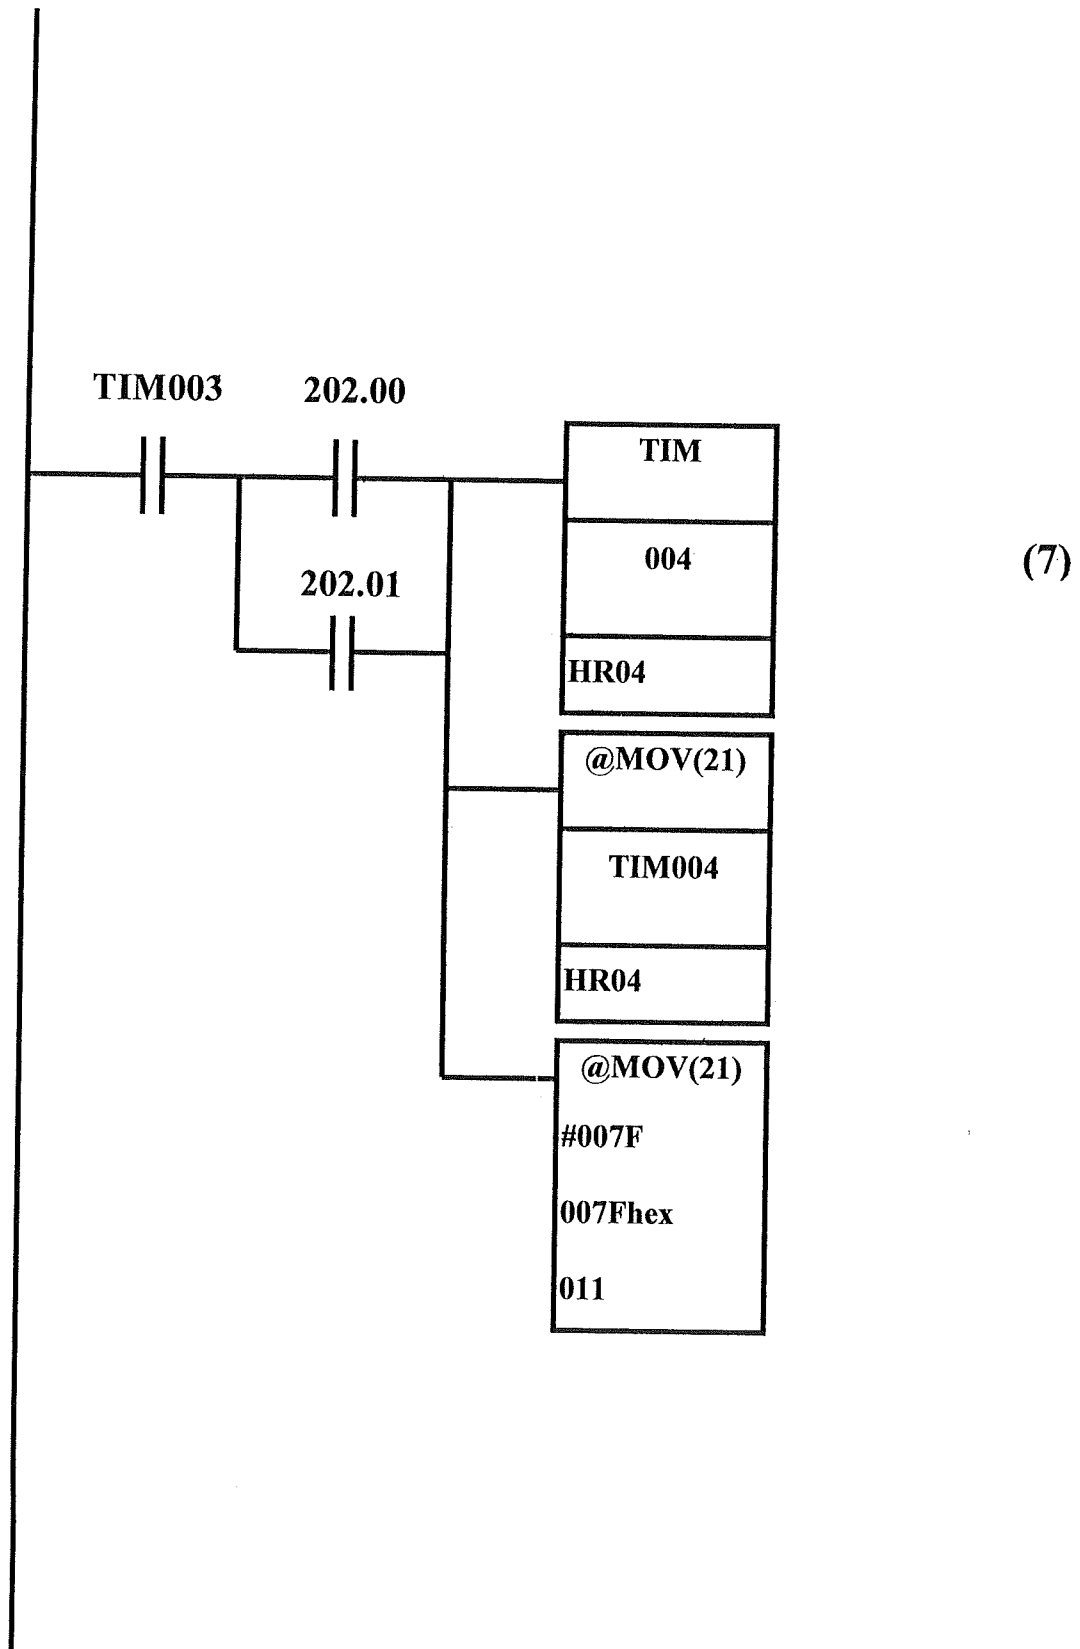 TIM003 202.00
TIM
004
(7)
202.01
HR04
@MOV(21)
TIM004
HR04
@MOV(21)
#007F
007Fhex
011